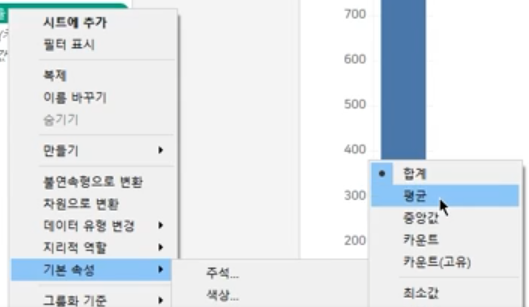 시트에 추가
필터 표시
복제
이름 바꾸기
숨기기
만들기
불연속형으로 변환
차원으로 변환
데이터 유형 변경
지리적 역할
기본 속성
그룹화 기준
주석...
색상...
합계
평균
중앙값
카운트
카운트(고유)
최소값
700
600
500
400
300
200